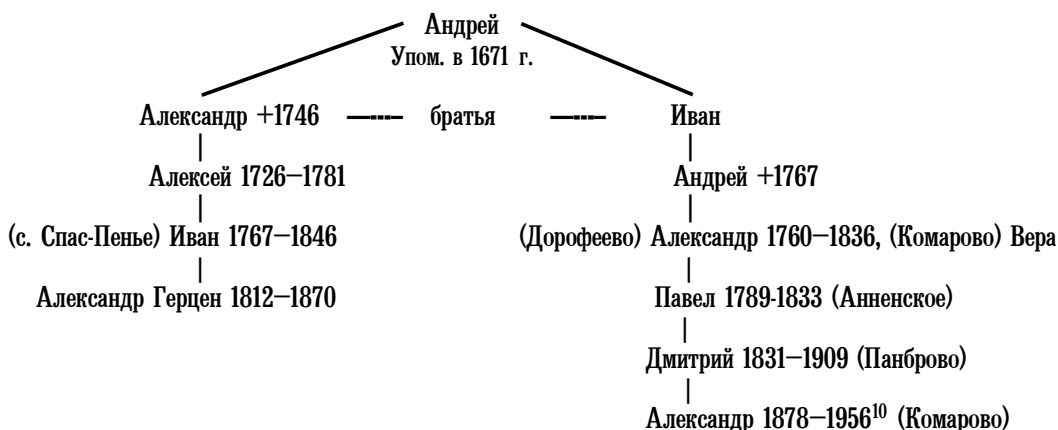 Андрей
Упом. в 1671 г.
Александр +1746 братья Иван
Алексей 1726–1781 Андрей +1767
(с. Спас-Пенье) Иван 1767–1846 (Дорофеево) Александр 1760–1836, (Комарово) Вера
Александр Герцен 1812–1870 Павел 1789-1833 (Анненское)
Дмитрий 1831–1909 (Панброво)
Александр 1878–1956¹⁰ (Комарово)